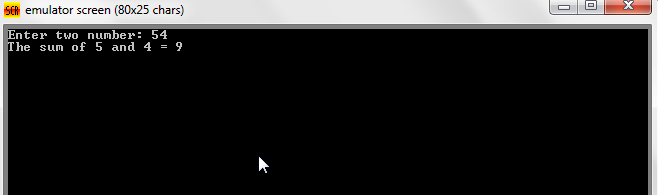 emulator screen (80x25 chars)
Enter two number: 54
The sum of 5 and 4 = 9